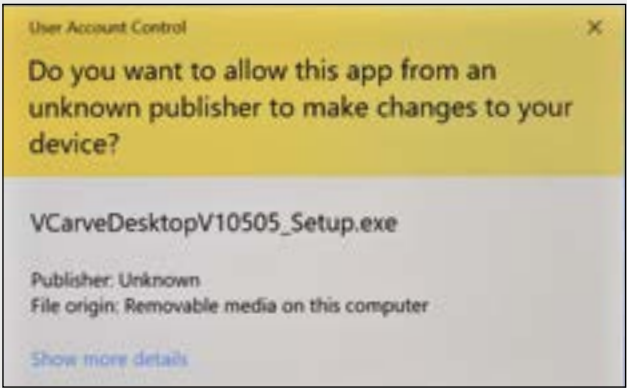 User Account Control
Do you want to allow this app from an
unknown publisher to make changes to your
device?
VCarveDesktopV10505_Setup.exe
Publisher: Unknown
File origin: Removable media on this computer
Show more details